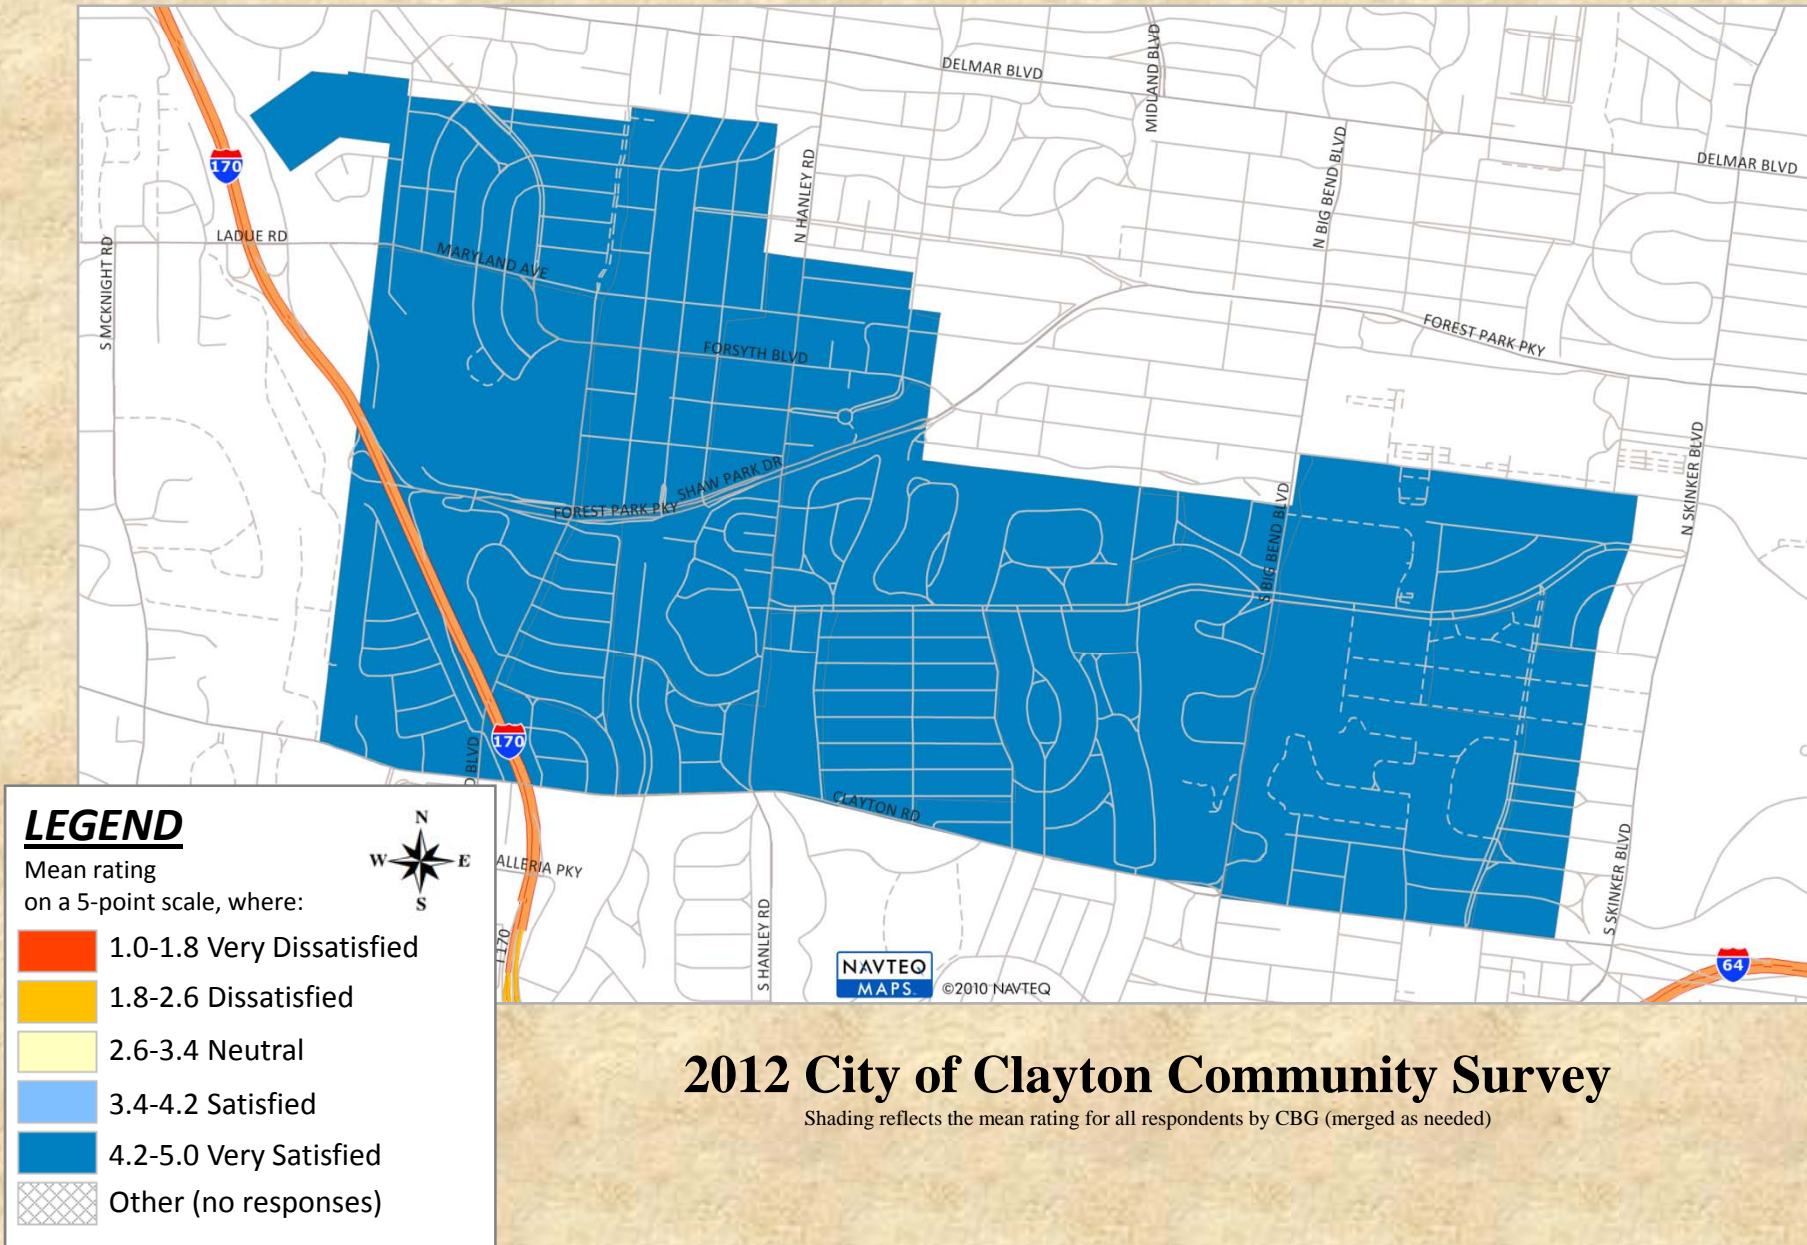 DELMAR BLVD
MIDLAND BLVD
N BIG BEND BLVD
DELMAR BLVD
170
N HANLEY RD
LADUE RD
S MCKNIGHT RD
MARYLAND AVE
FORSYTH BLVD
FOREST PARK PKY
N SKINKER BLVD
SHAW PARK DR
FOREST PARK PKY
S BIG BEND BLVD
170
D BLVD
CLAYTON RD
ALLERIA PKY
S SKINKER BLVD
S HANLEY RD
I 170
64
NAVTEQ
MAPS
©2010 NAVTEQ
LEGEND
N
W E
S
Mean rating
on a 5-point scale, where:
1.0-1.8 Very Dissatisfied
1.8-2.6 Dissatisfied
2.6-3.4 Neutral
3.4-4.2 Satisfied
4.2-5.0 Very Satisfied
Other (no responses)
2012 City of Clayton Community Survey
Shading reflects the mean rating for all respondents by CBG (merged as needed)